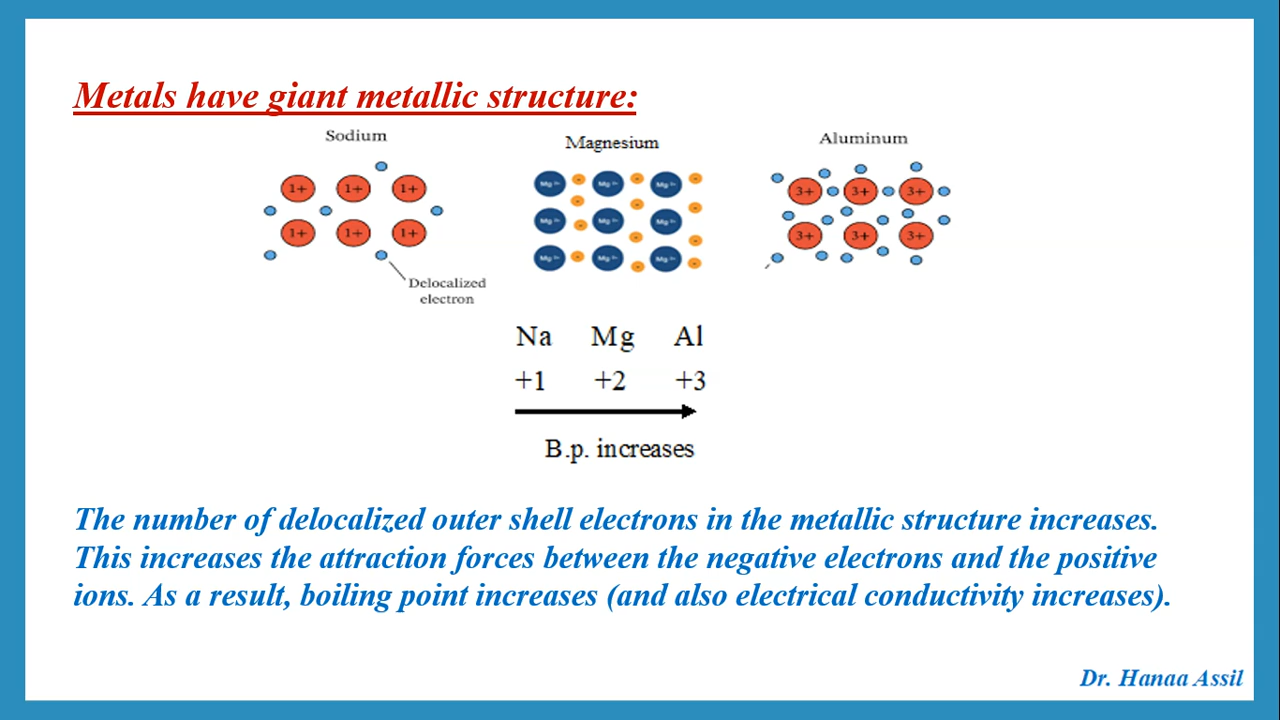 Metals have giant metallic structure:
Sodium
Magnesium
Aluminum
1+ 1+ 1+
1+ 1+ 1+
Delocalized
electron
Mg 2+ - Mg 2+ - Mg 2+ -
Mg 2+ - Mg 2+ - Mg 2+ -
Mg 2+ - Mg 2+ - Mg 2+ -
3+ 3+ 3+
3+ 3+ 3+
Na Mg Al
+1 +2 +3
B.p. increases
The number of delocalized outer shell electrons in the metallic structure increases.
This increases the attraction forces between the negative electrons and the positive
ions. As a result, boiling point increases (and also electrical conductivity increases).
Dr. Hanaa Assil